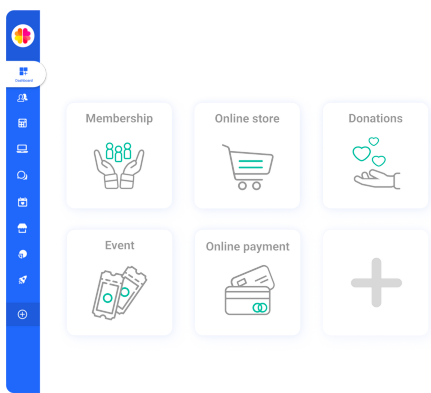 Dashboard
Membership
Online store
Donations
Event
Online payment